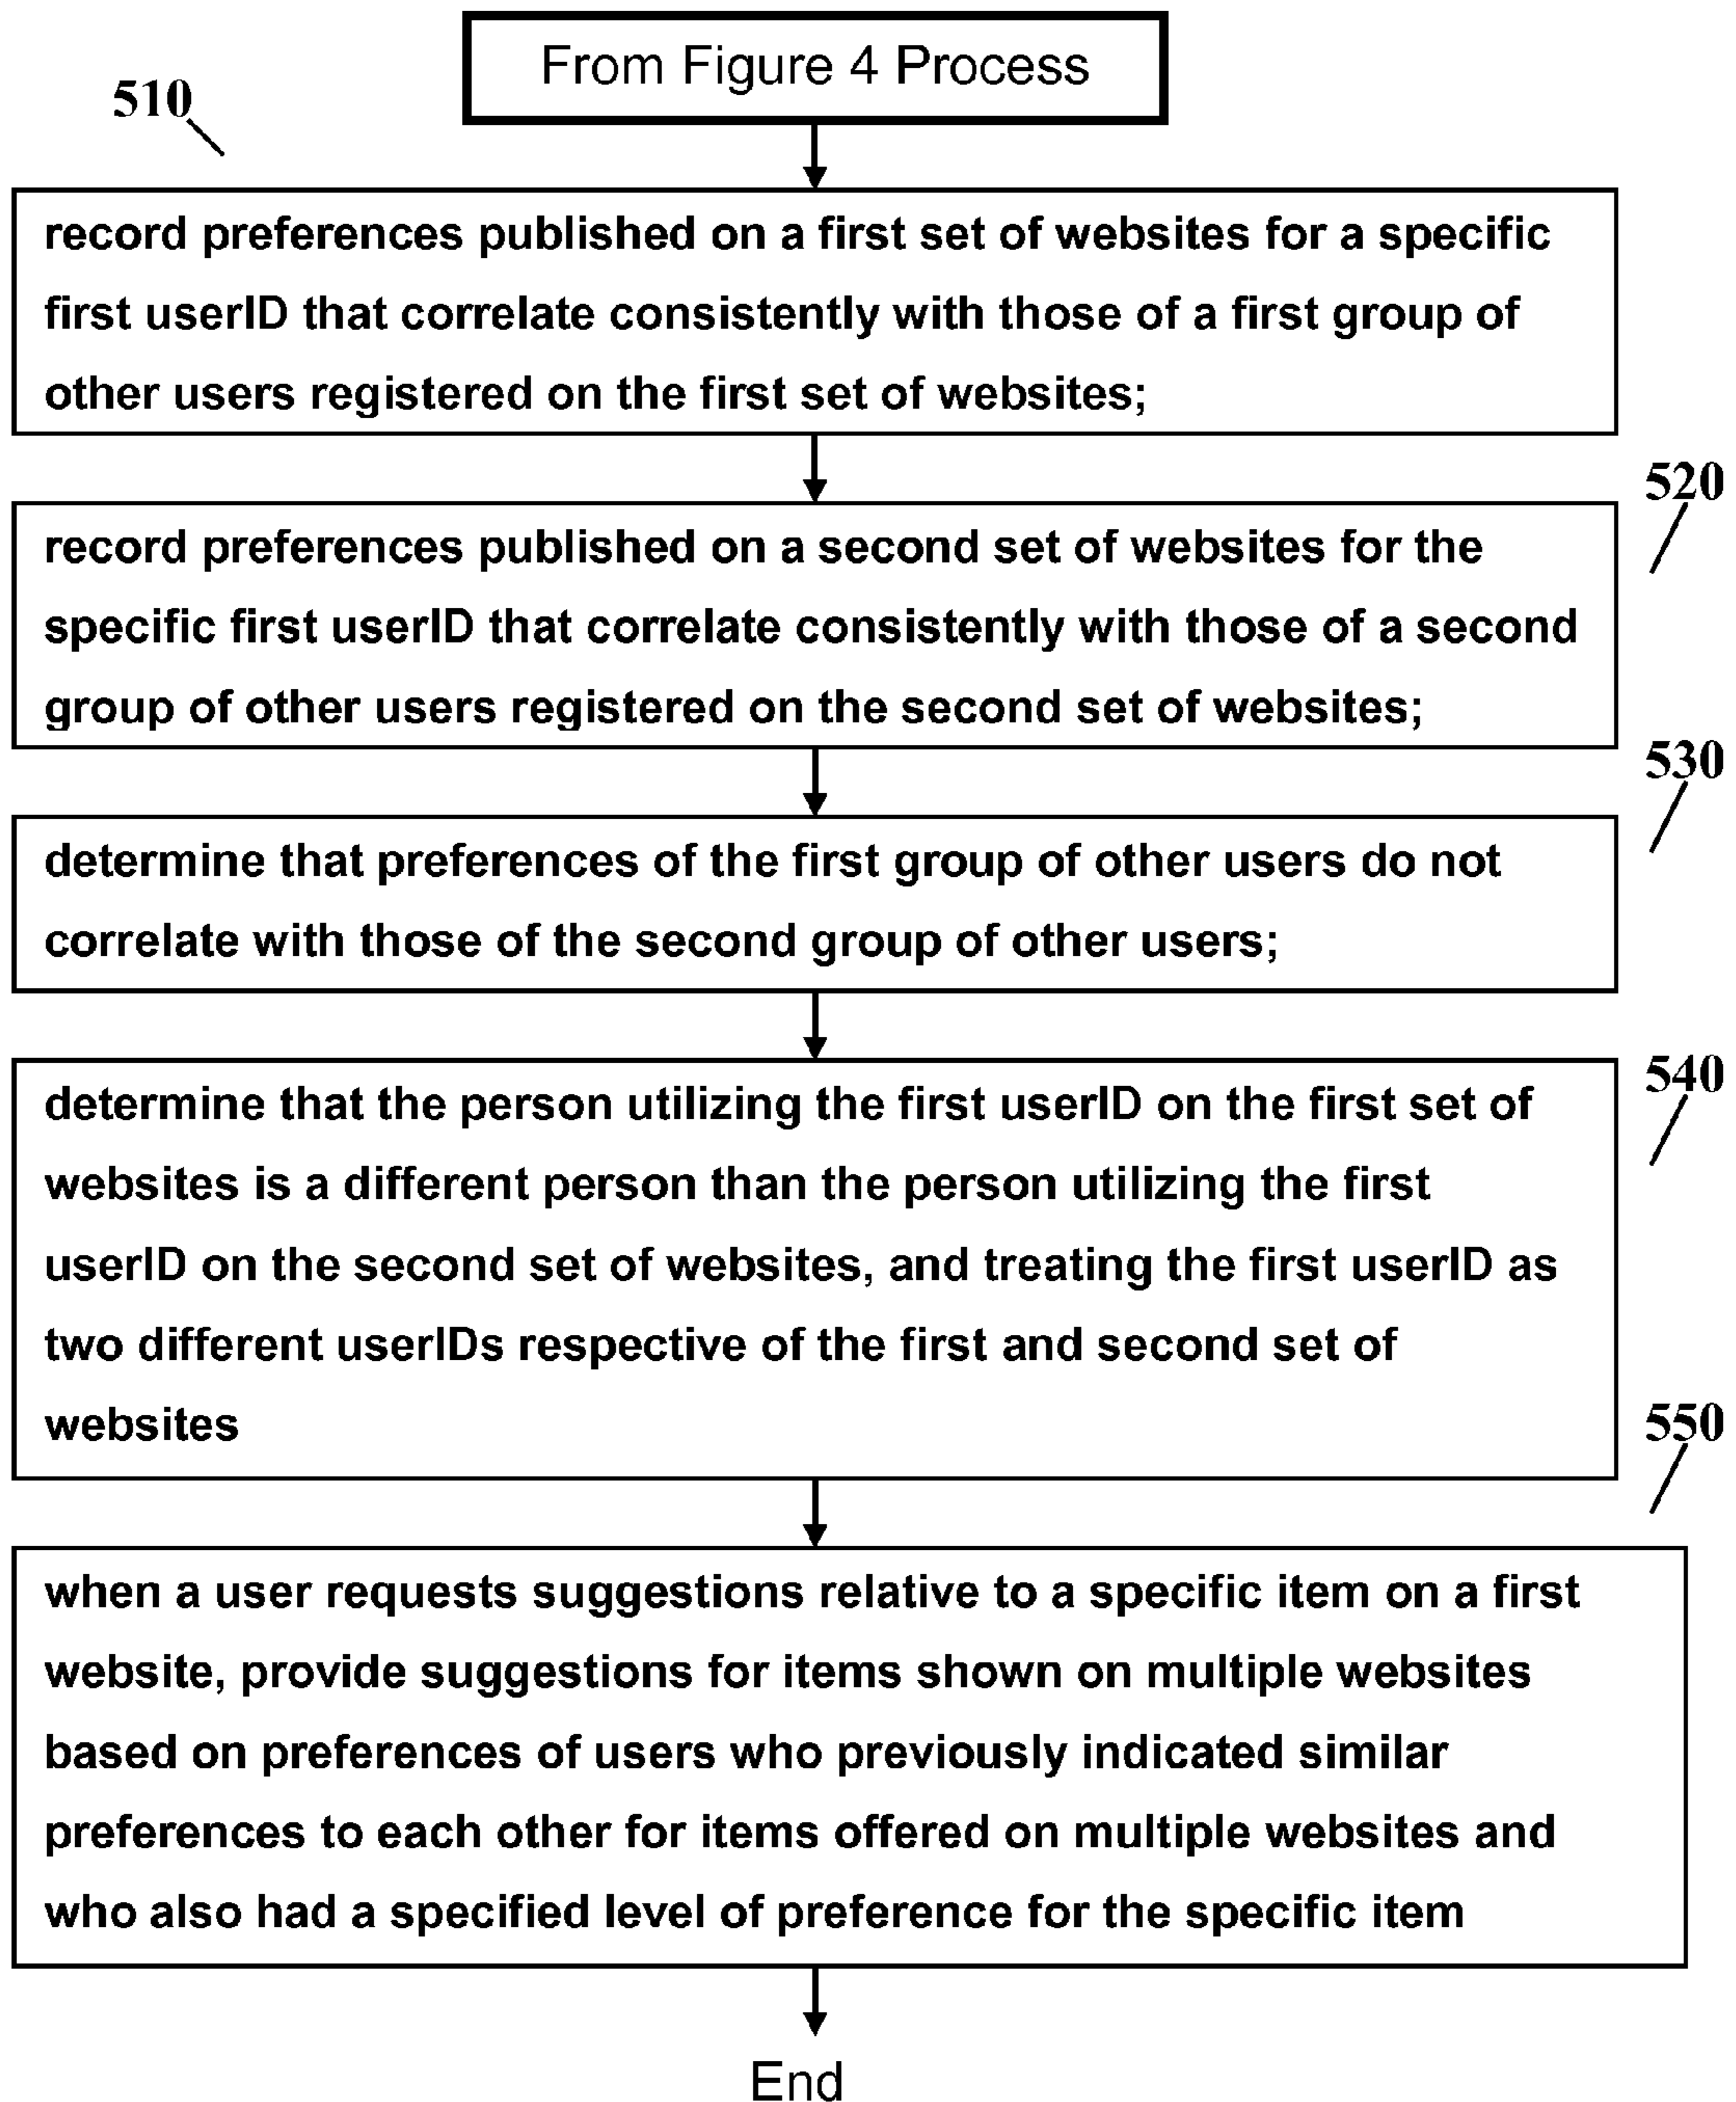 From Figure 4 Process
510
record preferences published on a first set of websites for a specific
first userID that correlate consistently with those of a first group of
other users registered on the first set of websites;
520
record preferences published on a second set of websites for the
specific first userID that correlate consistently with those of a second
group of other users registered on the second set of websites;
530
determine that preferences of the first group of other users do not
correlate with those of the second group of other users;
540
determine that the person utilizing the first userID on the first set of
websites is a different person than the person utilizing the first
userID on the second set of websites, and treating the first userID as
two different userIDs respective of the first and second set of
websites
550
when a user requests suggestions relative to a specific item on a first
website, provide suggestions for items shown on multiple websites
based on preferences of users who previously indicated similar
preferences to each other for items offered on multiple websites and
who also had a specified level of preference for the specific item
End